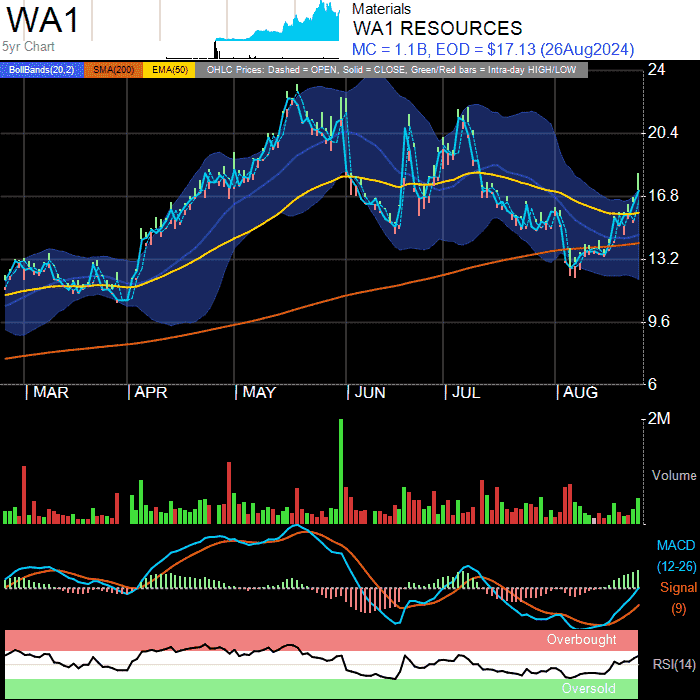 WA1
5yr Chart
Materials
WA1 RESOURCES
MC = 1.1B, EOD = $17.13 (26Aug2024)
BollBands(20,2) SMA(200) EMA(50) OHLC Prices: Dashed = OPEN, Solid = CLOSE, Green/Red bars = Intra-day HIGH/LOW
24
20.4
16.8
13.2
9.6
6
MAR APR MAY JUN JUL AUG
2M
Volume
MACD
(12-26)
Signal
(9)
Overbought
RSI(14)
Oversold